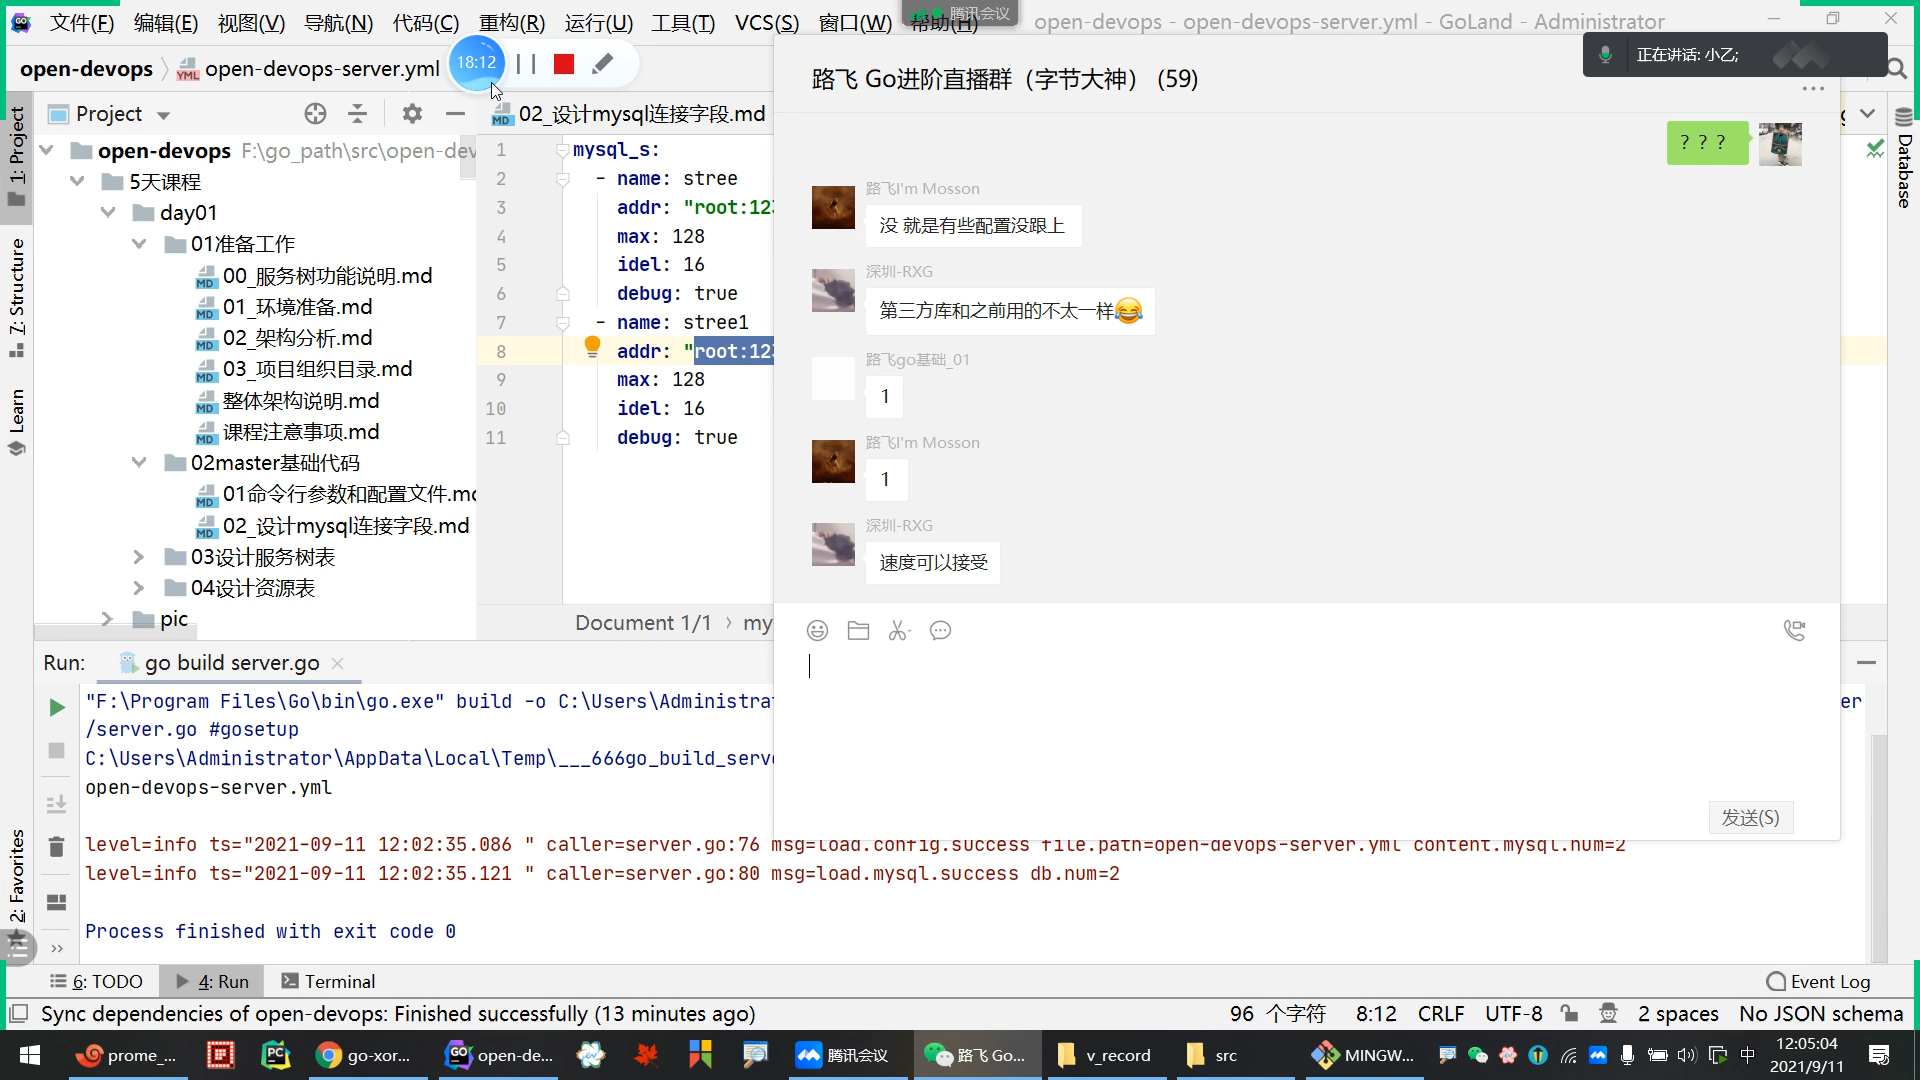 文件(F) 编辑(E) 视图(V) 导航(N) 代码(C) 重构(R) 运行(U) 工具(T) VCS(S) 窗口(W) 帮助(H) open-devops - open-devops-server.yml - GoLand - Administrator
腾讯会议
open-devops open-devops-server.yml
18:12
正在讲话: 小乙;
Project
02_设计mysql连接字段.md
1: Project
7: Structure
Learn
2: Favorites
Database
open-devops F:\go_path\src\open-dev
5天课程
day01
01准备工作
00_服务树功能说明.md
01_环境准备.md
02_架构分析.md
03_项目组织目录.md
整体架构说明.md
课程注意事项.md
02master基础代码
01命令行参数和配置文件.md
02_设计mysql连接字段.md
03设计服务树表
04设计资源表
pic
1 mysql_s:
2 - name: stree
3 addr: "root:123
4 max: 128
5 idel: 16
6 debug: true
7 - name: stree1
8 addr: "root:123
9 max: 128
10 idel: 16
11 debug: true
Document 1/1 › my
路飞 Go进阶直播群（字节大神） (59)
？？？
路飞I'm Mosson
没 就是有些配置没跟上
深圳-RXG
第三方库和之前用的不太一样😂
路飞go基础_01
1
路飞I'm Mosson
1
深圳-RXG
速度可以接受
发送(S)
Run: go build server.go
"F:\Program Files\Go\bin\go.exe" build -o C:\Users\Administrat
er
/server.go #gosetup
C:\Users\Administrator\AppData\Local\Temp\___666go_build_serve
open-devops-server.yml
level=info ts="2021-09-11 12:02:35.086 " caller=server.go:76 msg=load.config.success file.path=open-devops-server.yml content.mysql.num=2
level=info ts="2021-09-11 12:02:35.121 " caller=server.go:80 msg=load.mysql.success db.num=2
Process finished with exit code 0
6: TODO 4: Run Terminal Event Log
Sync dependencies of open-devops: Finished successfully (13 minutes ago) 96 个字符 8:12 CRLF UTF-8 2 spaces No JSON schema
prome_... go-xor... open-de... 腾讯会议 路飞 Go... v_record src MINGW... 中 12:05:04
2021/9/11